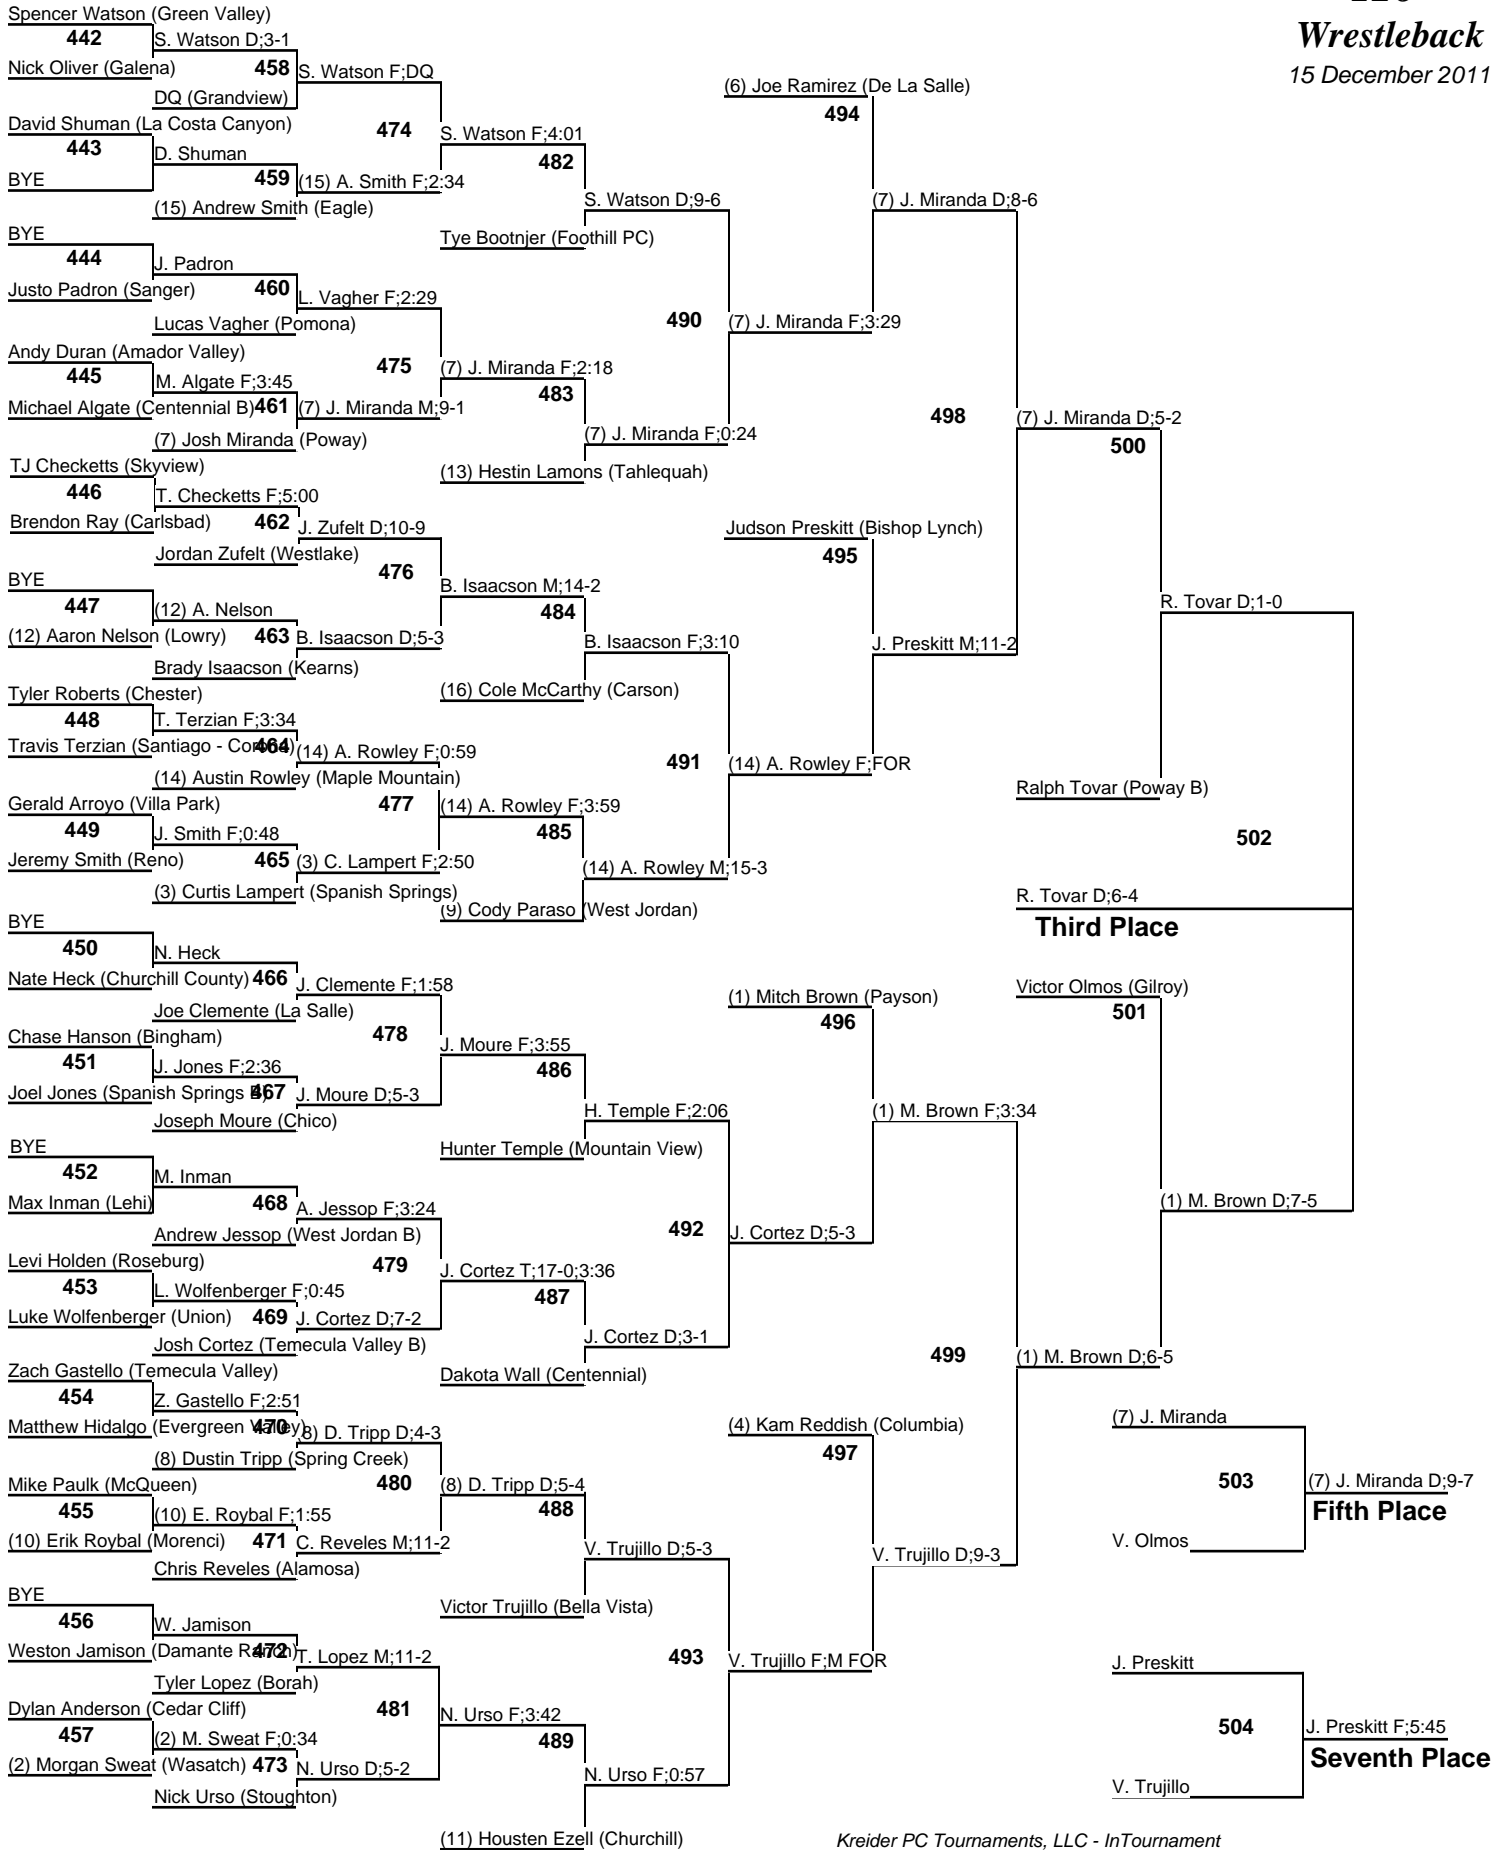 Wrestleback
15 December 2011
Spencer Watson (Green Valley)
442
S. Watson D;3-1
Nick Oliver (Galena)
458
S. Watson F;DQ
DQ (Grandview)
David Shuman (La Costa Canyon)
474
S. Watson F;4:01
443
D. Shuman
482
BYE
459
(15) A. Smith F;2:34
(15) Andrew Smith (Eagle)
S. Watson D;9-6
BYE
Tye Bootnjer (Foothill PC)
444
J. Padron
Justo Padron (Sanger)
460
L. Vagher F;2:29
Lucas Vagher (Pomona)
490
(7) J. Miranda F;3:29
Andy Duran (Amador Valley)
445
M. Algate F;3:45
475
(7) J. Miranda F;2:18
Michael Algate (Centennial B)
461
(7) J. Miranda M;9-1
483
(7) Josh Miranda (Poway)
(7) J. Miranda F;0:24
(13) Hestin Lamons (Tahlequah)
(6) Joe Ramirez (De La Salle)
494
(7) J. Miranda D;8-6
498
(7) J. Miranda D;5-2
500
TJ Checketts (Skyview)
446
T. Checketts F;5:00
Brendon Ray (Carlsbad)
462
J. Zufelt D;10-9
Jordan Zufelt (Westlake)
476
B. Isaacson M;14-2
BYE
447
(12) A. Nelson
484
(12) Aaron Nelson (Lowry)
463
B. Isaacson D;5-3
Brady Isaacson (Kearns)
B. Isaacson F;3:10
(16) Cole McCarthy (Carson)
Judson Preskitt (Bishop Lynch)
495
J. Preskitt M;11-2
R. Tovar D;1-0
Tyler Roberts (Chester)
448
T. Terzian F;3:34
Travis Terzian (Santiago - Corona)
464
(14) A. Rowley F;0:59
(14) Austin Rowley (Maple Mountain)
491
(14) A. Rowley F;FOR
Gerald Arroyo (Villa Park)
477
(14) A. Rowley F;3:59
449
J. Smith F;0:48
485
Jeremy Smith (Reno)
465
(3) C. Lampert F;2:50
(14) A. Rowley M;15-3
(3) Curtis Lampert (Spanish Springs)
(9) Cody Paraso (West Jordan)
Ralph Tovar (Poway B)
502
R. Tovar D;6-4
Third Place
BYE
450
N. Heck
Nate Heck (Churchill County)
466
J. Clemente F;1:58
Joe Clemente (La Salle)
Chase Hanson (Bingham)
478
J. Moure F;3:55
451
J. Jones F;2:36
486
Joel Jones (Spanish Springs B)
467
J. Moure D;5-3
Joseph Moure (Chico)
H. Temple F;2:06
Hunter Temple (Mountain View)
(1) Mitch Brown (Payson)
496
(1) M. Brown F;3:34
Victor Olmos (Gilroy)
501
(1) M. Brown D;7-5
BYE
452
M. Inman
Max Inman (Lehi)
468
A. Jessop F;3:24
Andrew Jessop (West Jordan B)
492
J. Cortez D;5-3
Levi Holden (Roseburg)
479
J. Cortez T;17-0;3:36
453
L. Wolfenberger F;0:45
487
Luke Wolfenberger (Union)
469
J. Cortez D;7-2
Josh Cortez (Temecula Valley B)
J. Cortez D;3-1
Dakota Wall (Centennial)
499
(1) M. Brown D;6-5
Zach Gastello (Temecula Valley)
454
Z. Gastello F;2:51
Matthew Hidalgo (Evergreen Valley)
470
(8) D. Tripp D;4-3
(8) Dustin Tripp (Spring Creek)
(4) Kam Reddish (Columbia)
497
Mike Paulk (McQueen)
480
(8) D. Tripp D;5-4
455
(10) E. Roybal F;1:55
488
(10) Erik Roybal (Morenci)
471
C. Reveles M;11-2
Chris Reveles (Alamosa)
V. Trujillo D;5-3
V. Trujillo D;9-3
Victor Trujillo (Bella Vista)
(7) J. Miranda
503
(7) J. Miranda D;9-7
Fifth Place
V. Olmos
BYE
456
W. Jamison
Weston Jamison (Damante Ranch)
472
T. Lopez M;11-2
Tyler Lopez (Borah)
493
V. Trujillo F;M FOR
Dylan Anderson (Cedar Cliff)
481
N. Urso F;3:42
457
(2) M. Sweat F;0:34
489
(2) Morgan Sweat (Wasatch)
473
N. Urso D;5-2
N. Urso F;0:57
Nick Urso (Stoughton)
(11) Housten Ezell (Churchill)
J. Preskitt
504
J. Preskitt F;5:45
Seventh Place
V. Trujillo
Kreider PC Tournaments, LLC - InTournament